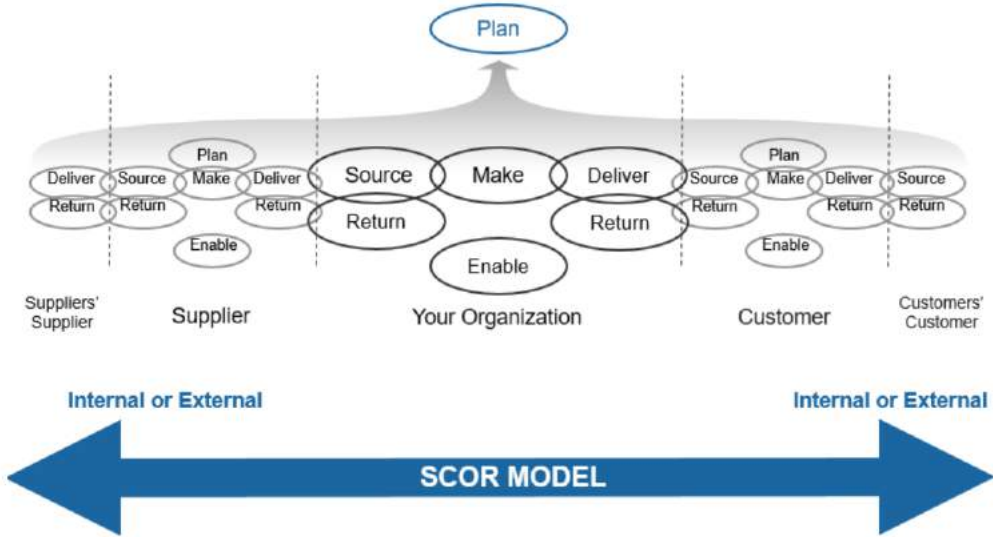 Plan
Plan
Plan
Deliver Source Make Deliver Source Make Deliver Source Make Deliver Source
Return Return Return Return Return Return Return Return
Enable Enable Enable
Suppliers' Supplier Your Organization Customer Customers'
Supplier Customer
Internal or External Internal or External
SCOR MODEL